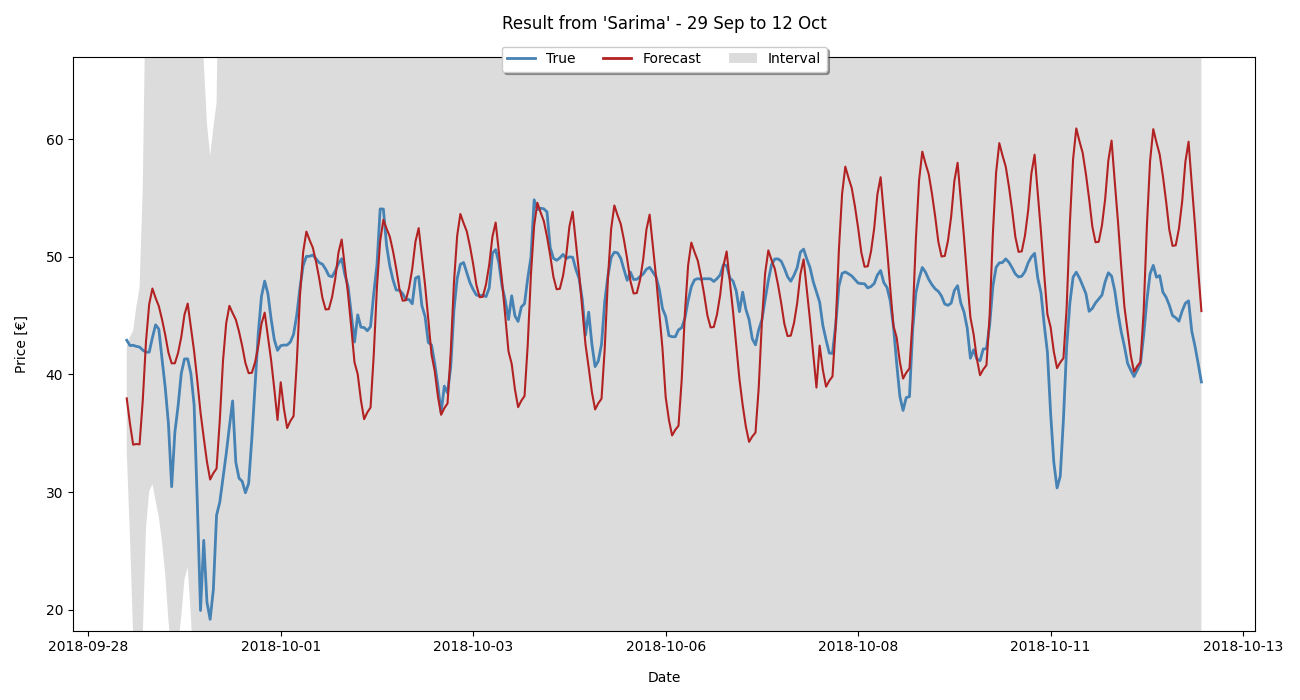 Result from 'Sarima' - 29 Sep to 12 Oct
True Forecast Interval
Price [€]
60
50
40
30
20
2018-09-28 2018-10-01 2018-10-03 2018-10-06 2018-10-08 2018-10-11 2018-10-13
Date